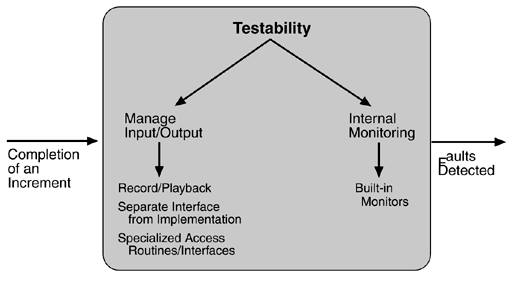 Testability
Manage
Input/Output
Internal
Monitoring
Completion
of an
Increment
Faults
Detected
Record/Playback
Separate Interface
from Implementation
Specialized Access
Routines/Interfaces
Built-in
Monitors